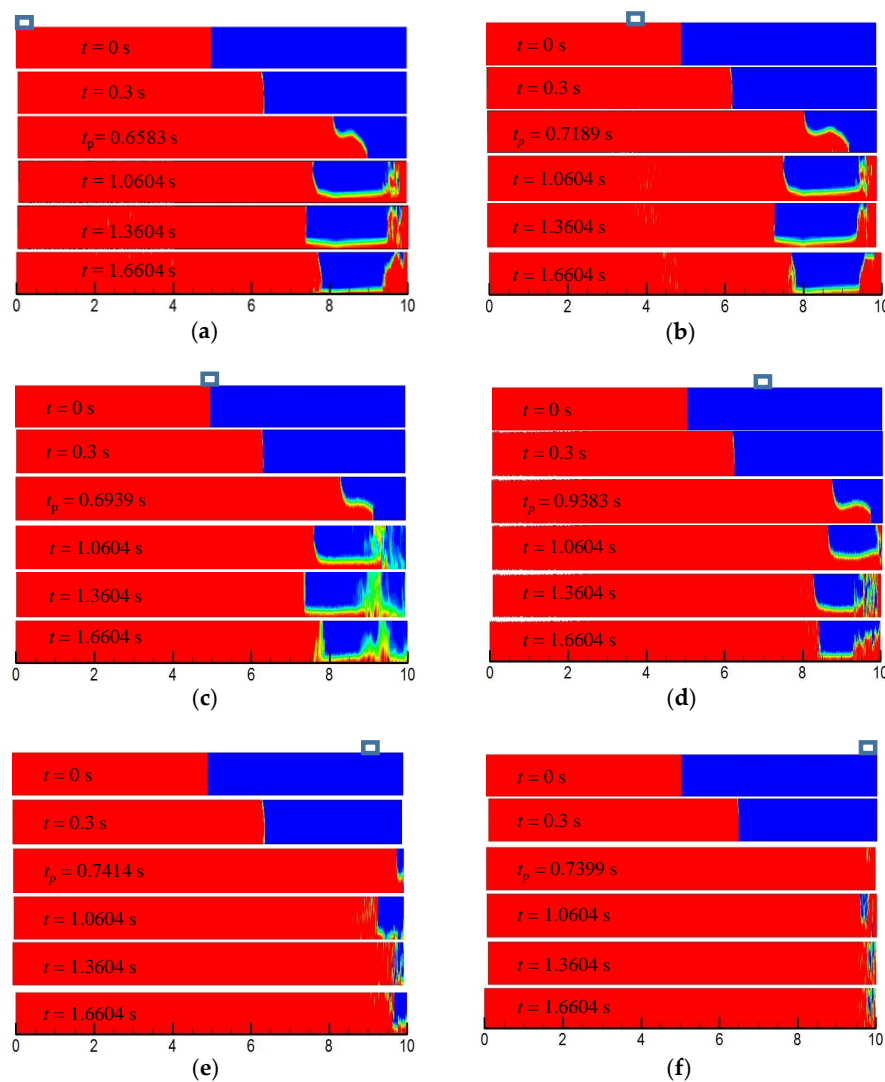 t = 0 s
t = 0.3 s
tp= 0.6583 s
t = 1.0604 s
t = 1.3604 s
t = 1.6604 s
0 2 4 6 8 10
(a)
t = 0 s
t = 0.3 s
tp = 0.7189 s
t = 1.0604 s
t = 1.3604 s
t = 1.6604 s
0 2 4 6 8 10
(b)
t = 0 s
t = 0.3 s
tp = 0.6939 s
t = 1.0604 s
t = 1.3604 s
t = 1.6604 s
0 2 4 6 8 10
(c)
t = 0 s
t = 0.3 s
tp = 0.9383 s
t = 1.0604 s
t = 1.3604 s
t = 1.6604 s
0 2 4 6 8 10
(d)
t = 0 s
t = 0.3 s
tp = 0.7414 s
t = 1.0604 s
t = 1.3604 s
t = 1.6604 s
0 2 4 6 8 10
(e)
t = 0 s
t = 0.3 s
tp = 0.7399 s
t = 1.0604 s
t = 1.3604 s
t = 1.6604 s
0 2 4 6 8 10
(f)